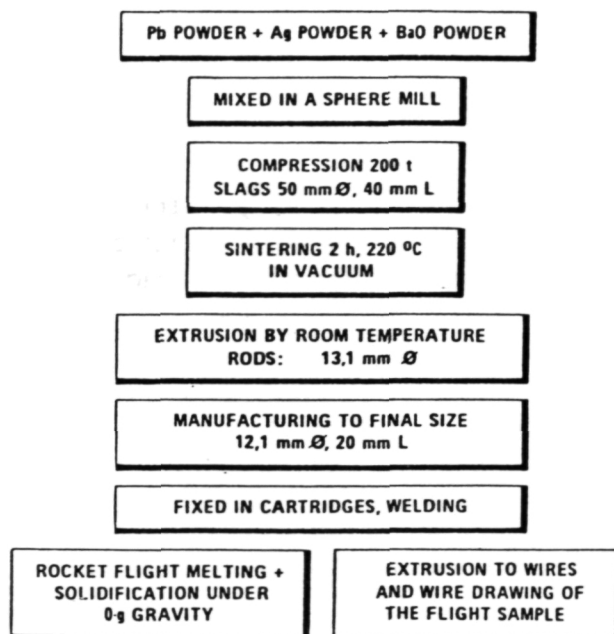 Pb POWDER + Ag POWDER + BaO POWDER
MIXED IN A SPHERE MILL
COMPRESSION 200 t
SLAGS 50 mm Ø, 40 mm L
SINTERING 2 h, 220 ºC
IN VACUUM
EXTRUSION BY ROOM TEMPERATURE
RODS: 13,1 mm Ø
MANUFACTURING TO FINAL SIZE
12,1 mm Ø, 20 mm L
FIXED IN CARTRIDGES, WELDING
ROCKET FLIGHT MELTING +
SOLIDIFICATION UNDER
0-g GRAVITY
EXTRUSION TO WIRES
AND WIRE DRAWING OF
THE FLIGHT SAMPLE